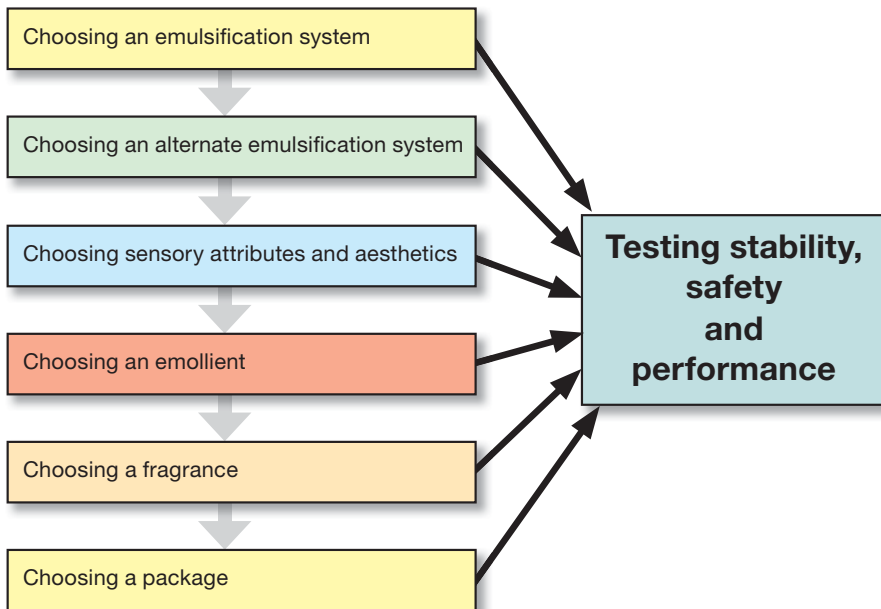 Choosing an emulsification system
Choosing an alternate emulsification system
Choosing sensory attributes and aesthetics
Choosing an emollient
Choosing a fragrance
Choosing a package
Testing stability,
safety
and
performance